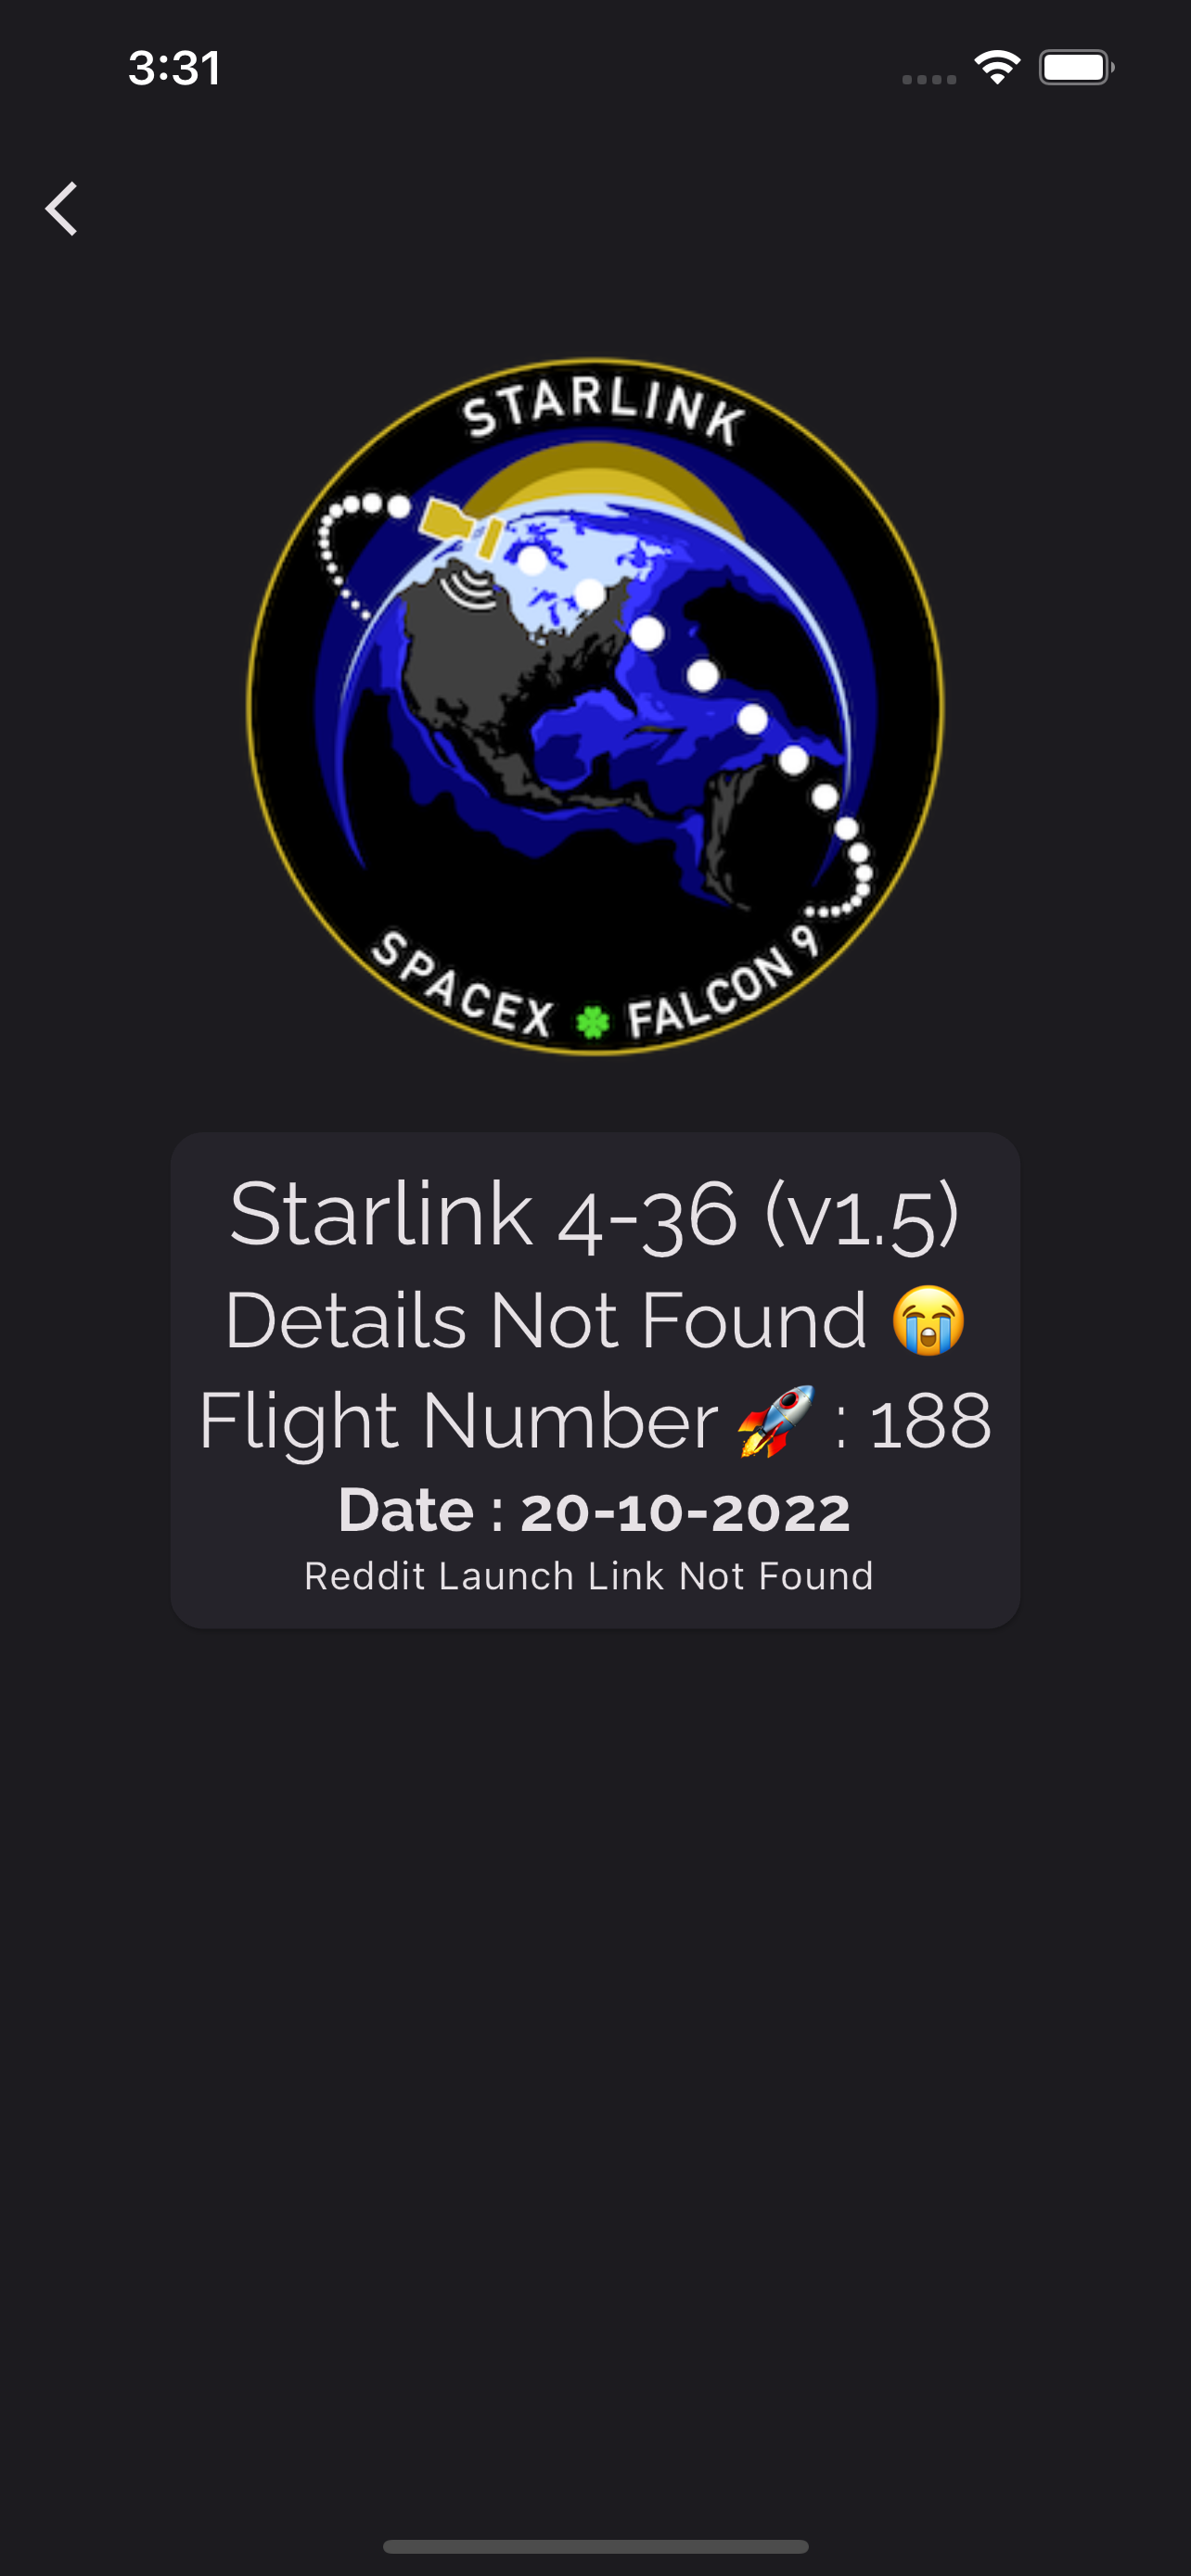 3:31
STARLINK
SPACEX 🍀 FALCON 9
Starlink 4-36 (v1.5)
Details Not Found 😭
Flight Number 🚀 : 188
Date : 20-10-2022
Reddit Launch Link Not Found